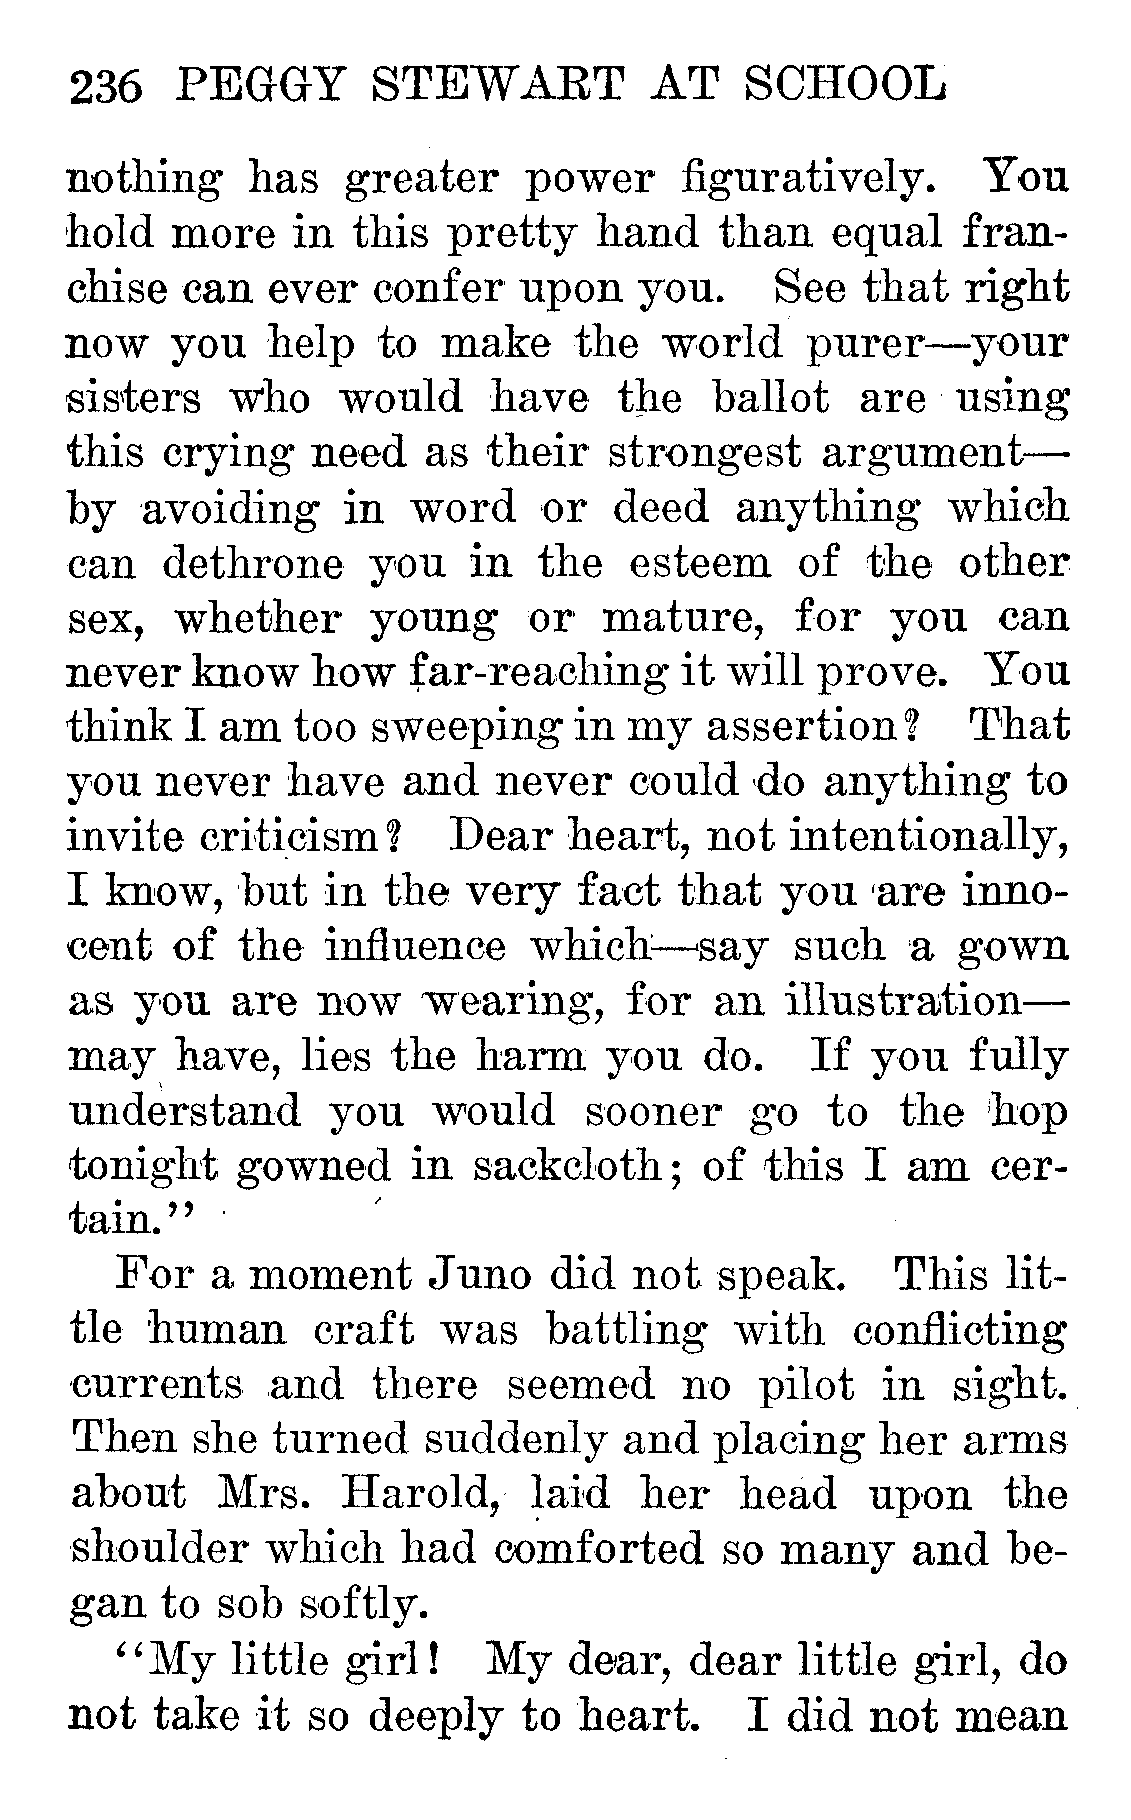 236 PEGGY STEWART AT SCHOOL
nothing has greater power figuratively. You
hold more in this pretty hand than equal fran-
chise can ever confer upon you. See that right
now you help to make the world purer—your
sisters who would have the ballot are using
this crying need as their strongest argument—
by avoiding in word or deed anything which
can dethrone you in the esteem of the other
sex, whether young or mature, for you can
never know how far-reaching it will prove. You
think I am too sweeping in my assertion? That
you never have and never could do anything to
invite criticism? Dear heart, not intentionally,
I know, but in the very fact that you are inno-
cent of the influence which—say such a gown
as you are now wearing, for an illustration—
may have, lies the harm you do. If you fully
understand you would sooner go to the hop
tonight gowned in sackcloth; of this I am cer-
tain."
For a moment Juno did not speak. This lit-
tle human craft was battling with conflicting
currents and there seemed no pilot in sight.
Then she turned suddenly and placing her arms
about Mrs. Harold, laid her head upon the
shoulder which had comforted so many and be-
gan to sob softly.
"My little girl! My dear, dear little girl, do
not take it so deeply to heart. I did not mean